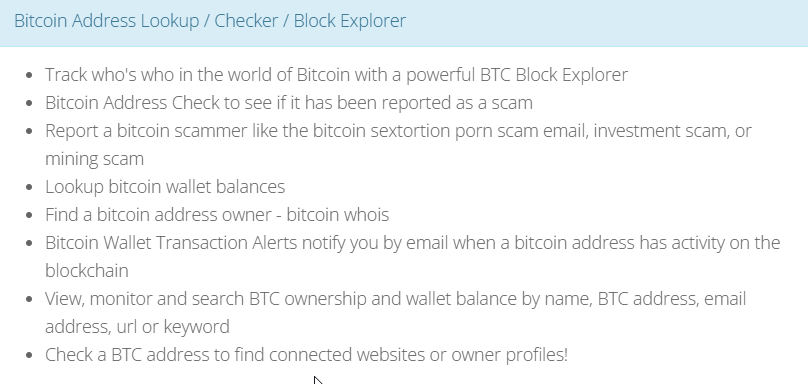 Bitcoin Address Lookup / Checker / Block Explorer
Track who's who in the world of Bitcoin with a powerful BTC Block Explorer
Bitcoin Address Check to see if it has been reported as a scam
Report a bitcoin scammer like the bitcoin sextortion porn scam email, investment scam, or
mining scam
Lookup bitcoin wallet balances
Find a bitcoin address owner - bitcoin whois
Bitcoin Wallet Transaction Alerts notify you by email when a bitcoin address has activity on the
blockchain
View, monitor and search BTC ownership and wallet balance by name, BTC address, email
address, url or keyword
Check a BTC address to find connected websites or owner profiles!